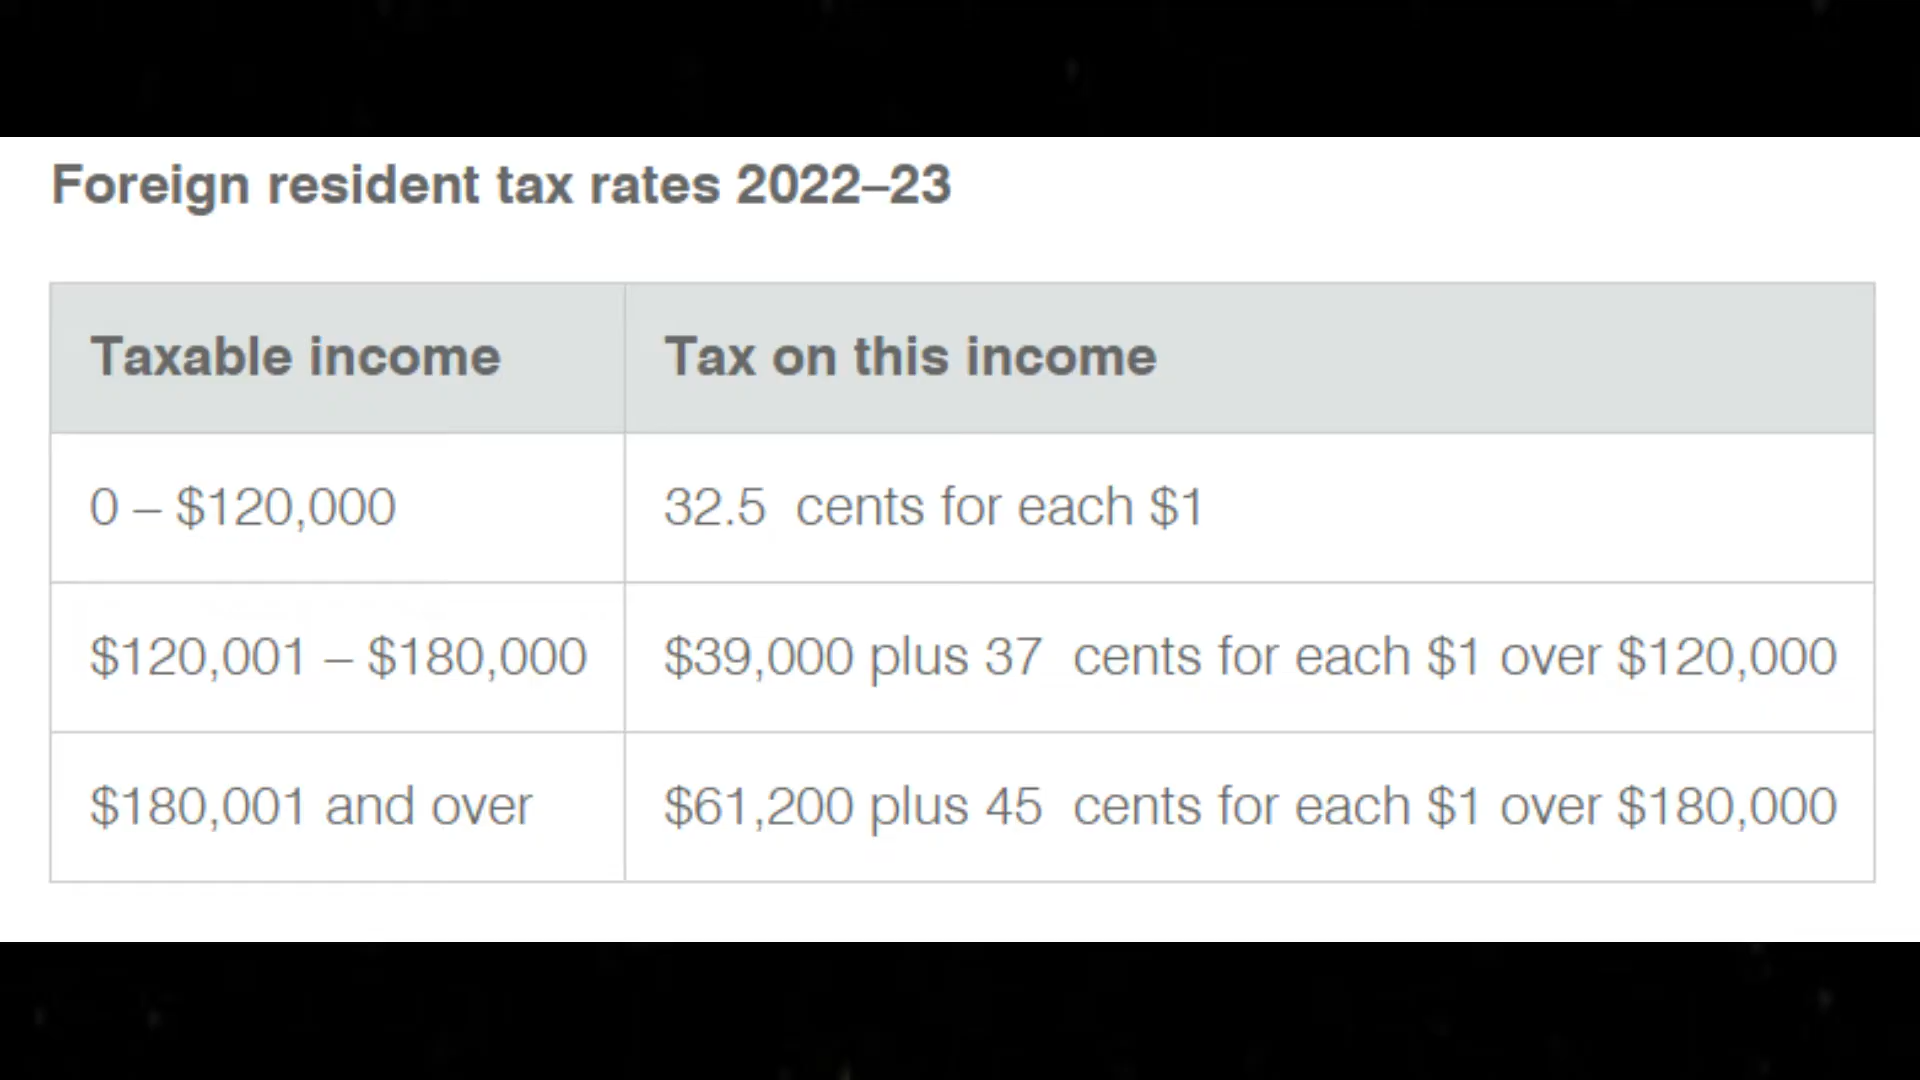 Foreign resident tax rates 2022–23
Taxable income Tax on this income
0 – $120,000 32.5 cents for each $1
$120,001 – $180,000 $39,000 plus 37 cents for each $1 over $120,000
$180,001 and over $61,200 plus 45 cents for each $1 over $180,000